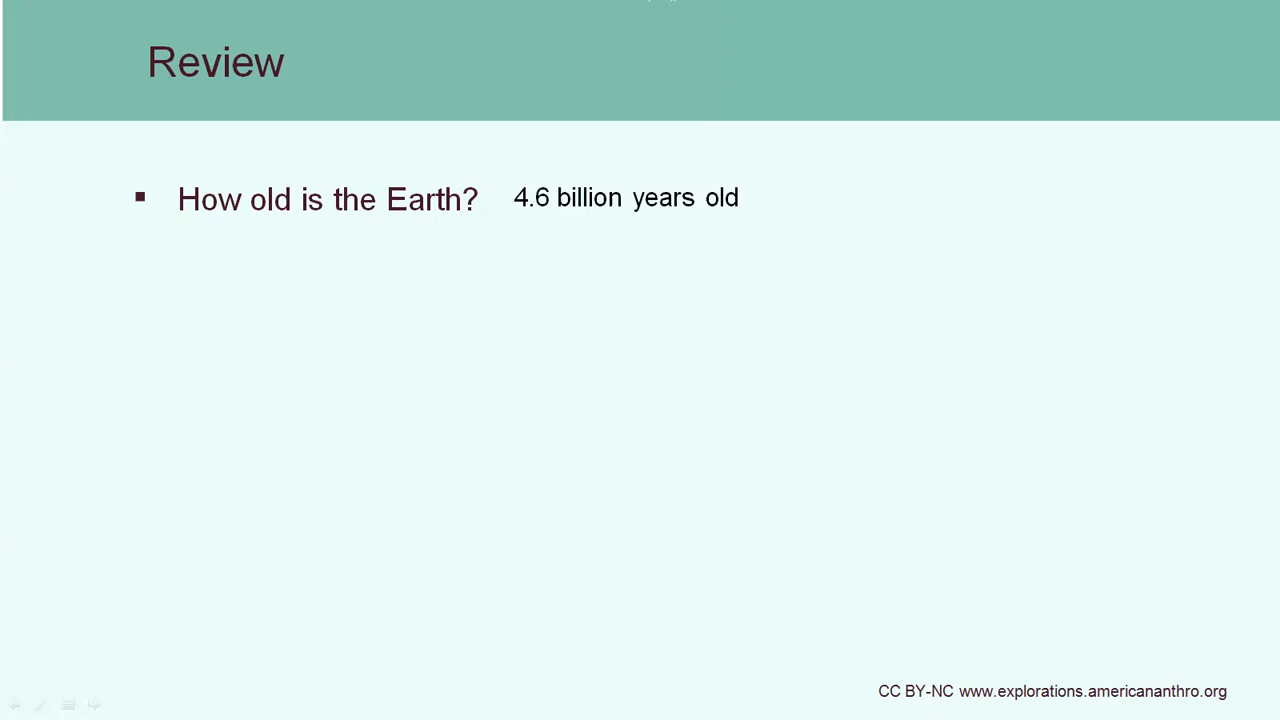 Review
▪ How old is the Earth? 4.6 billion years old
CC BY-NC www.explorations.americananthro.org